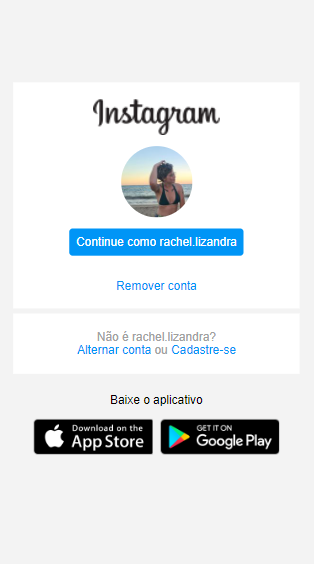 Instagram
Continue como rachel.lizandra
Remover conta
Não é rachel.lizandra?
Alternar conta ou Cadastre-se
Baixe o aplicativo
Download on the
App Store
GET IT ON
Google Play